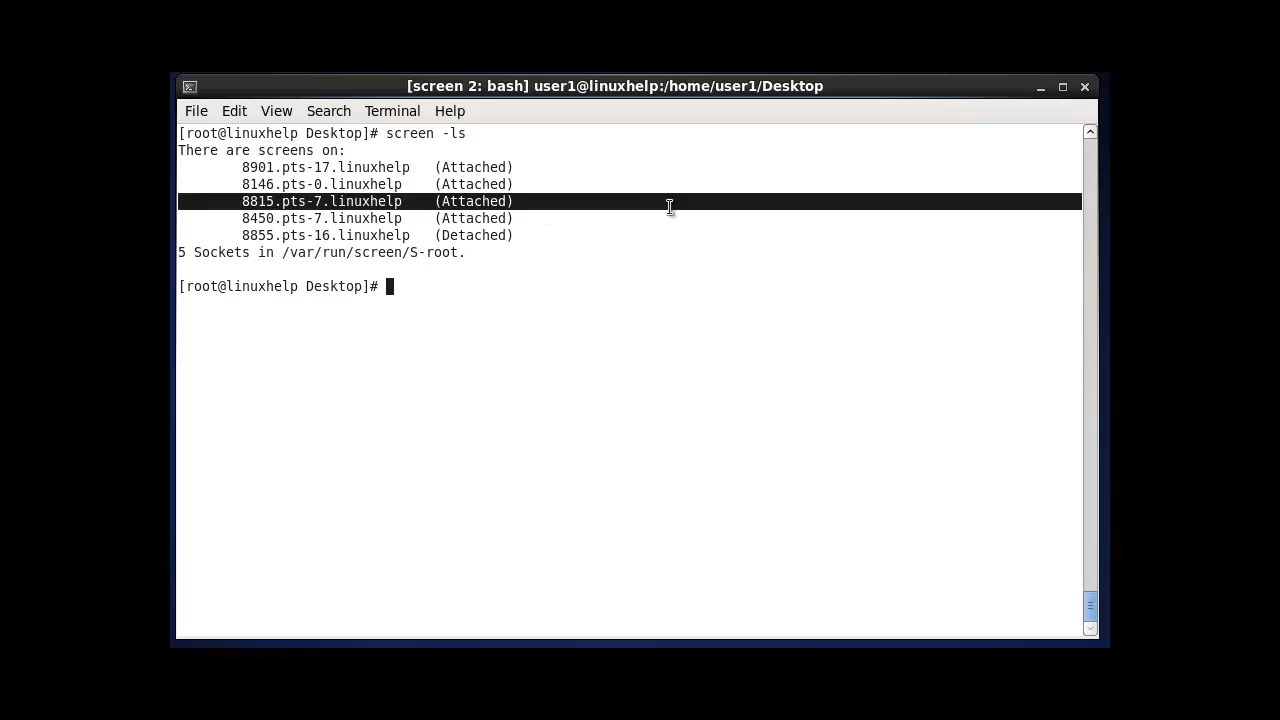 [screen 2: bash] user1@linuxhelp:/home/user1/Desktop
File Edit View Search Terminal Help
[root@linuxhelp Desktop]# screen -ls
There are screens on:
8901.pts-17.linuxhelp (Attached)
8146.pts-0.linuxhelp (Attached)
8815.pts-7.linuxhelp (Attached)
8450.pts-7.linuxhelp (Attached)
8855.pts-16.linuxhelp (Detached)
5 Sockets in /var/run/screen/S-root.
[root@linuxhelp Desktop]#